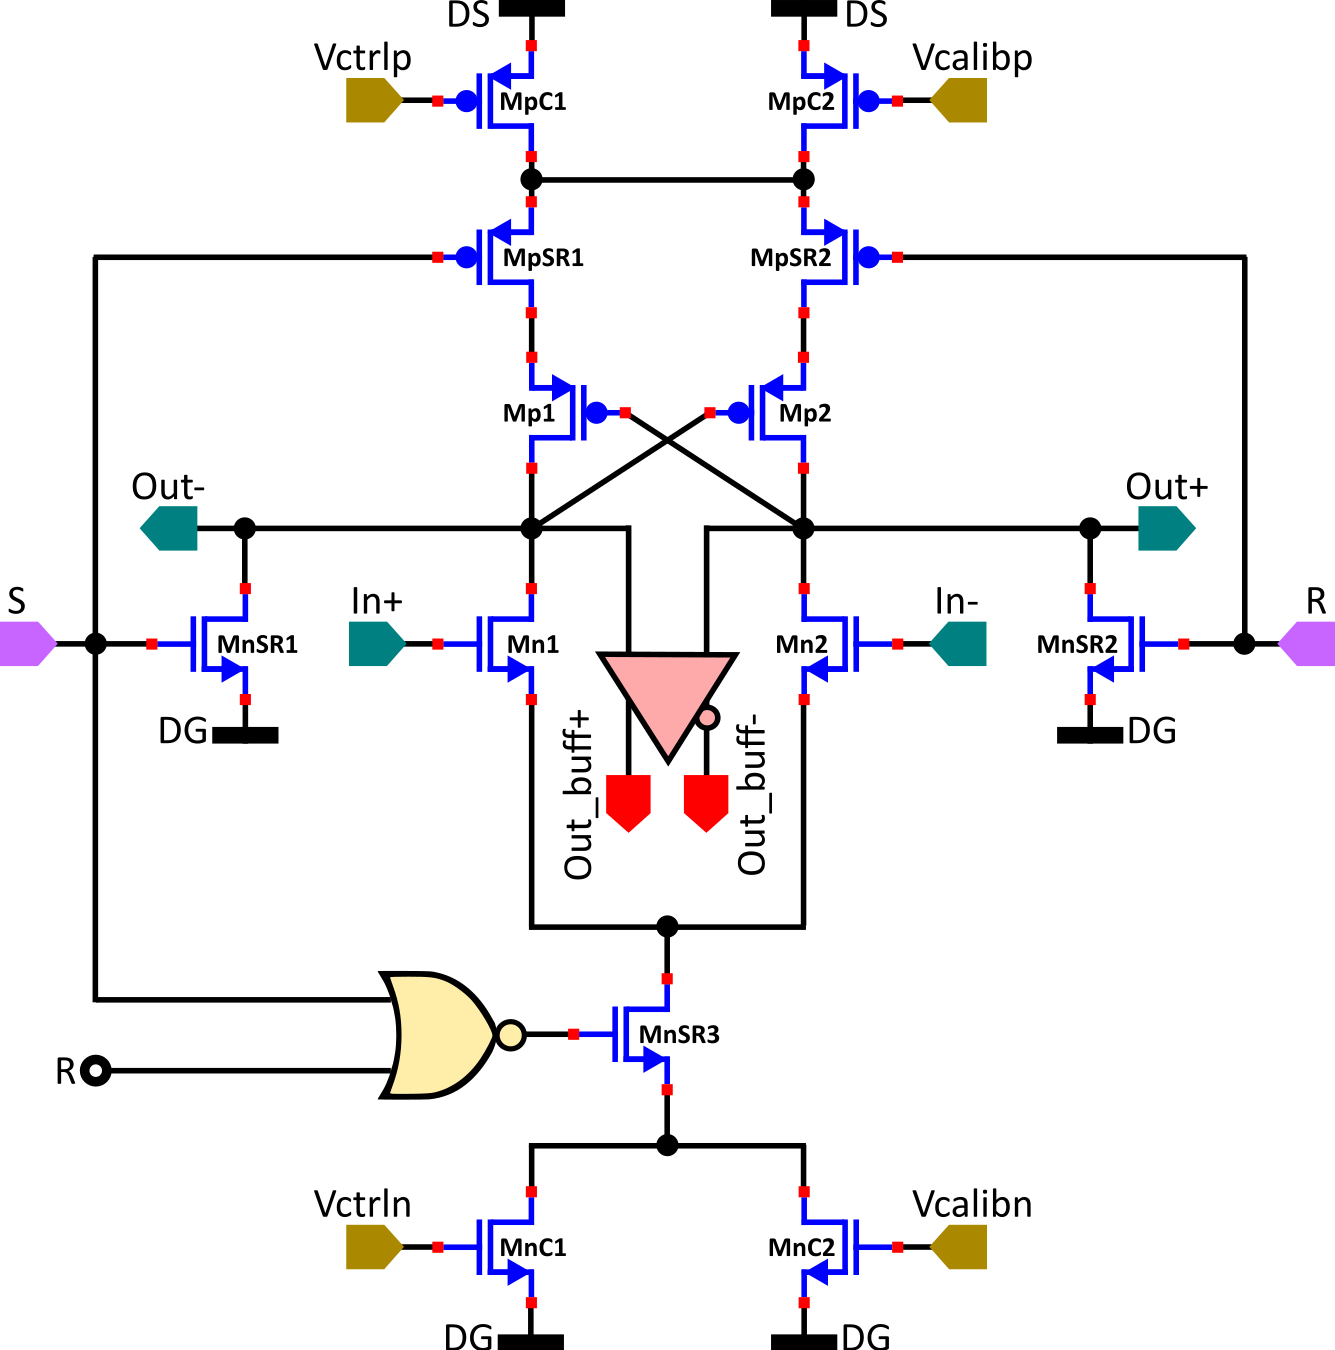 DS
DS
Vctrlp
Vcalibp
MpC1
MpC2
MpSR1
MpSR2
Mp1
Mp2
Out-
Out+
S
In+
In-
R
MnSR1
Mn1
Mn2
MnSR2
DG
DG
Out_buff+
Out_buff-
MnSR3
R
Vctrln
Vcalibn
MnC1
MnC2
DG
DG